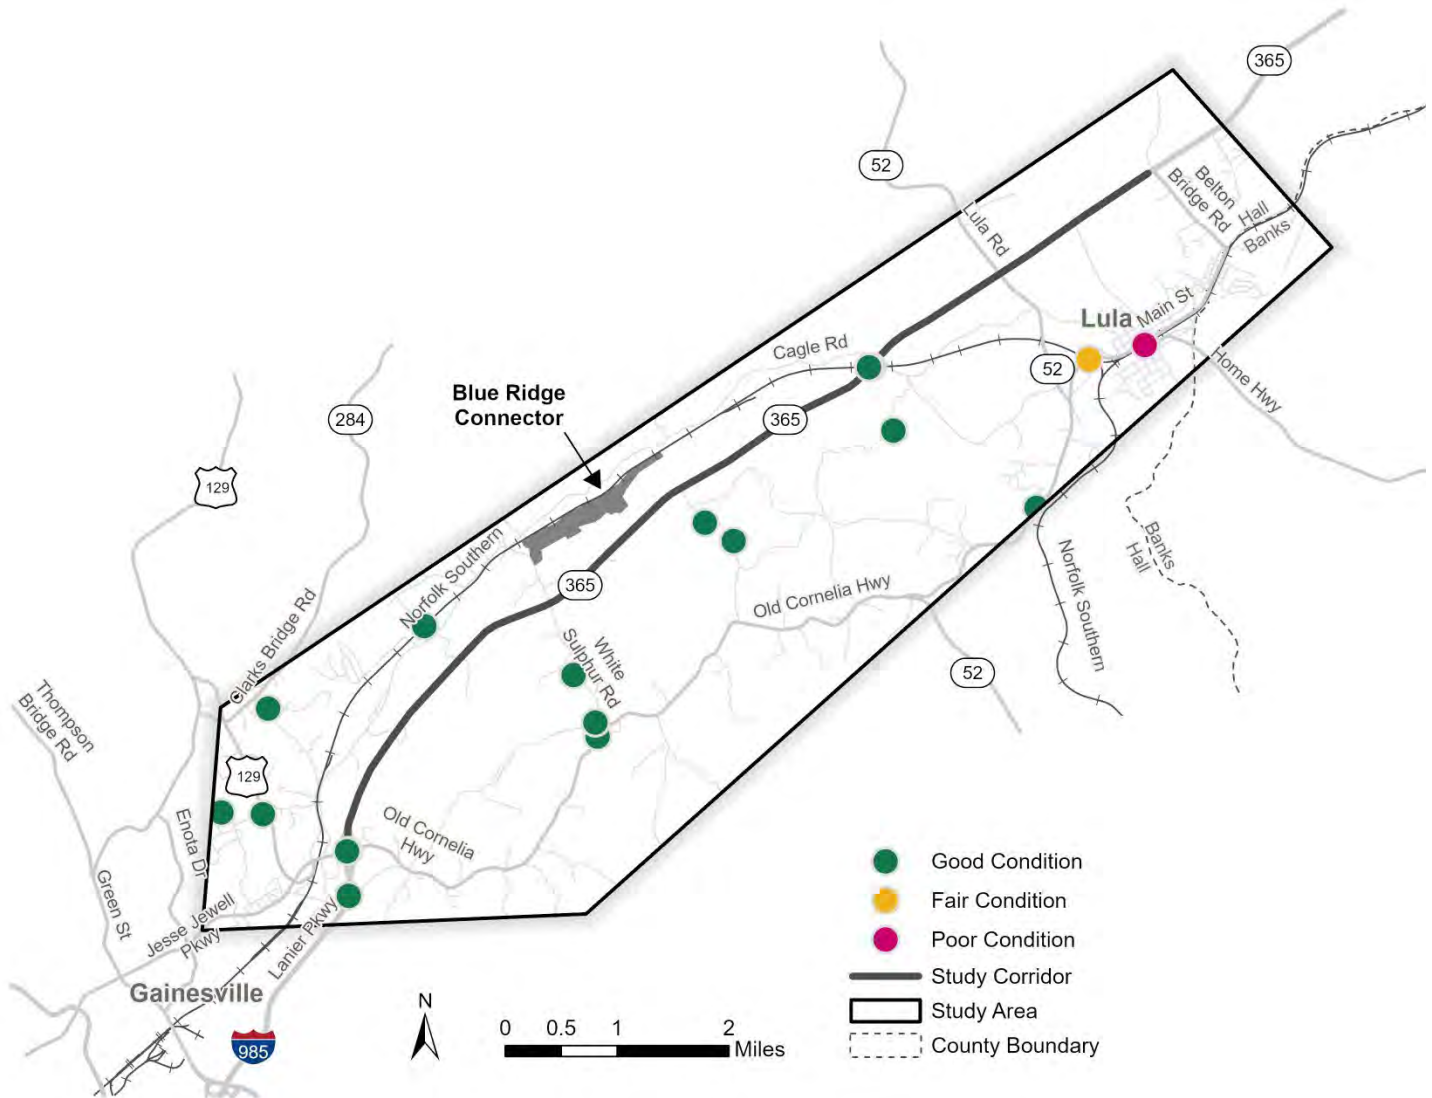 365
52
Belton
Bridge Rd
Hall
Banks
Lula Rd
Main St
Lula
Cagle Rd
52
Home Hwy
Blue Ridge
Connector
365
284
129
Norfolk Southern
365
Old Cornelia Hwy
Banks
Hall
Norfolk Southern
Clarks Bridge Rd
White
Sulphur Rd
52
Thompson
Bridge Rd
129
Enota Dr
Old Cornelia
Hwy
Green St
Jesse Jewell
Pkwy
Lanier Pkwy
Gainesville
985
N
0 0.5 1 2
Miles
Good Condition
Fair Condition
Poor Condition
Study Corridor
Study Area
County Boundary